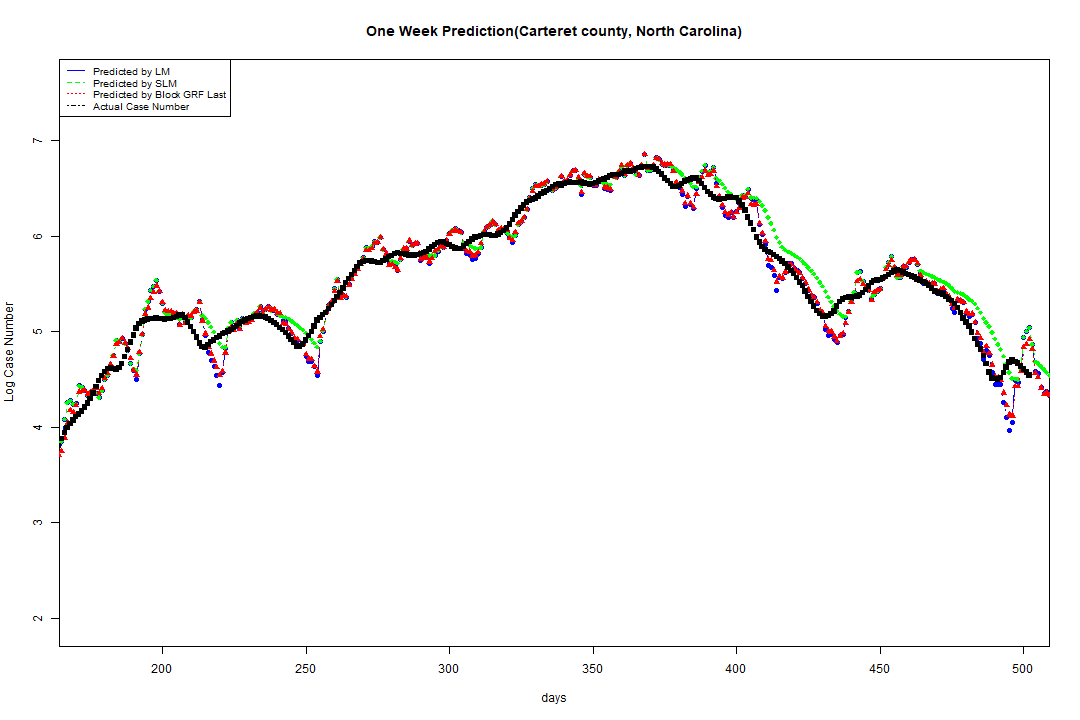 One Week Prediction(Carteret county, North Carolina)
Predicted by LM
Predicted by SLM
Predicted by Block GRF Last
Actual Case Number
Log Case Number
7
6
5
4
3
2
200 250 300 350 400 450 500
days